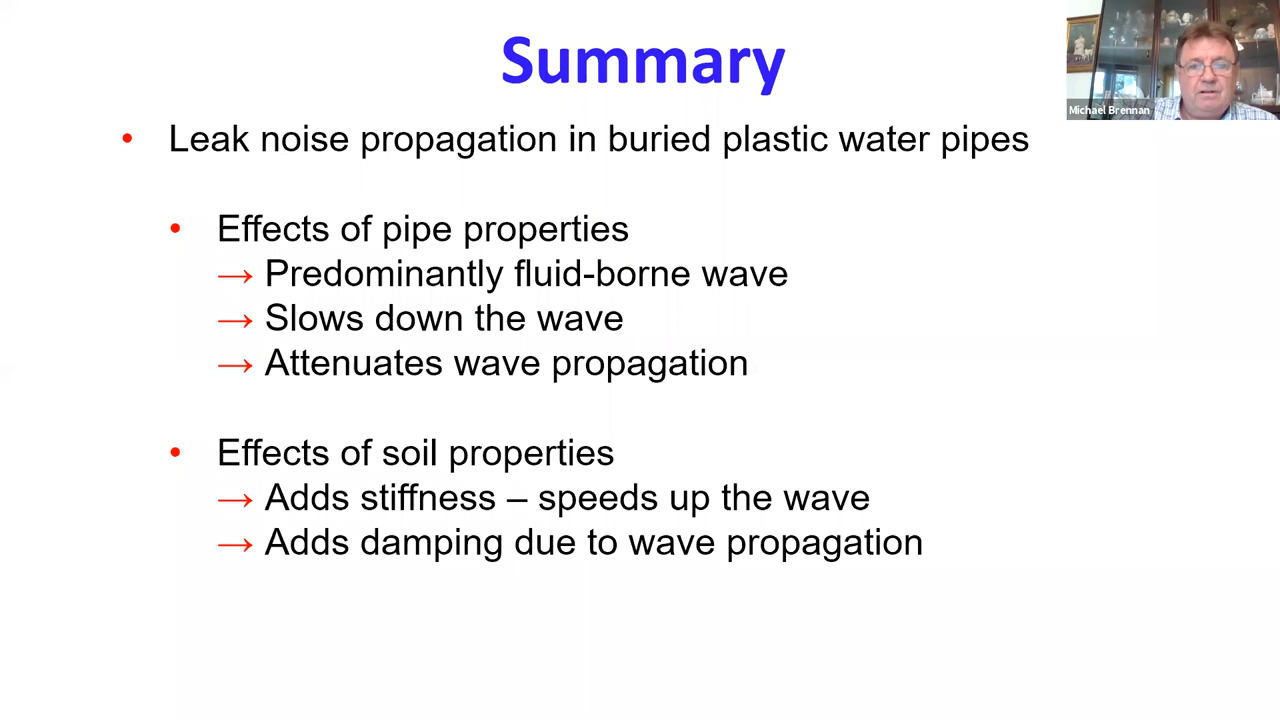 Summary
Michael Brennan
• Leak noise propagation in buried plastic water pipes
• Effects of pipe properties
→ Predominantly fluid-borne wave
→ Slows down the wave
→ Attenuates wave propagation
• Effects of soil properties
→ Adds stiffness – speeds up the wave
→ Adds damping due to wave propagation